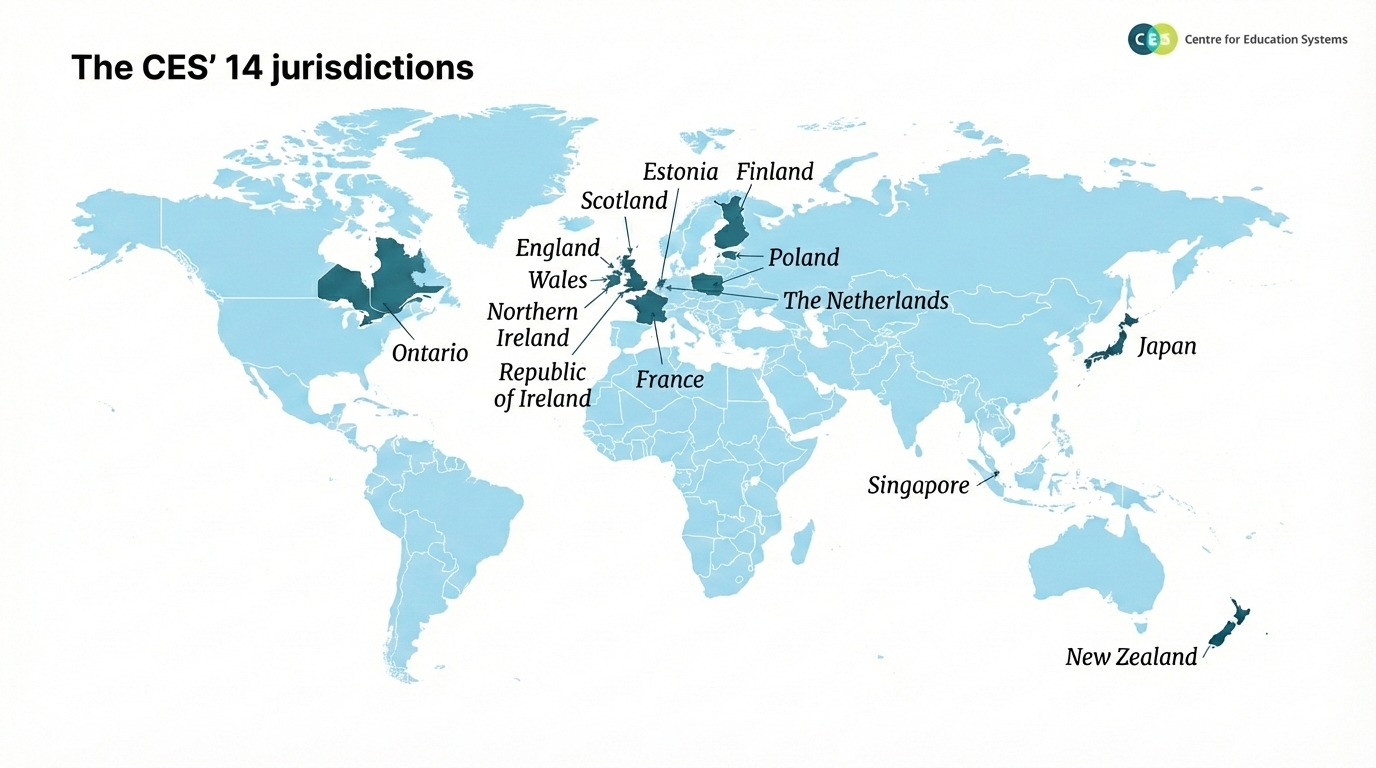 CES Centre for Education Systems
The CES’ 14 jurisdictions
Estonia
Finland
Scotland
England
Wales
Northern
Ireland
Republic
of Ireland
Poland
The Netherlands
France
Ontario
Japan
Singapore
New Zealand